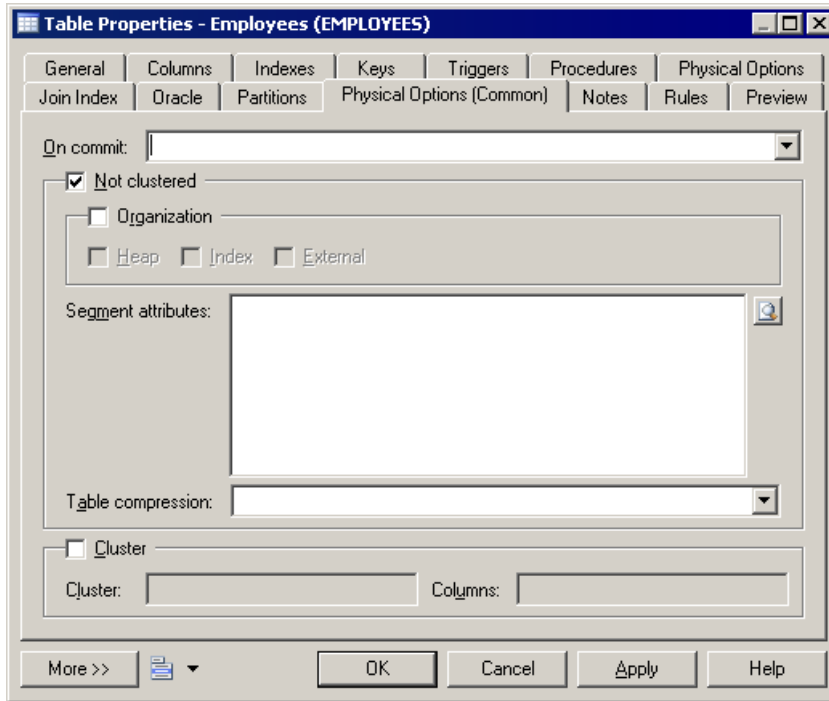 Table Properties - Employees (EMPLOYEES)
General Columns Indexes Keys Triggers Procedures Physical Options
Join Index Oracle Partitions Physical Options (Common) Notes Rules Preview
On commit:
Not clustered
Organization
Heap Index External
Segment attributes:
Table compression:
Cluster
Cluster: Columns:
More >> OK Cancel Apply Help